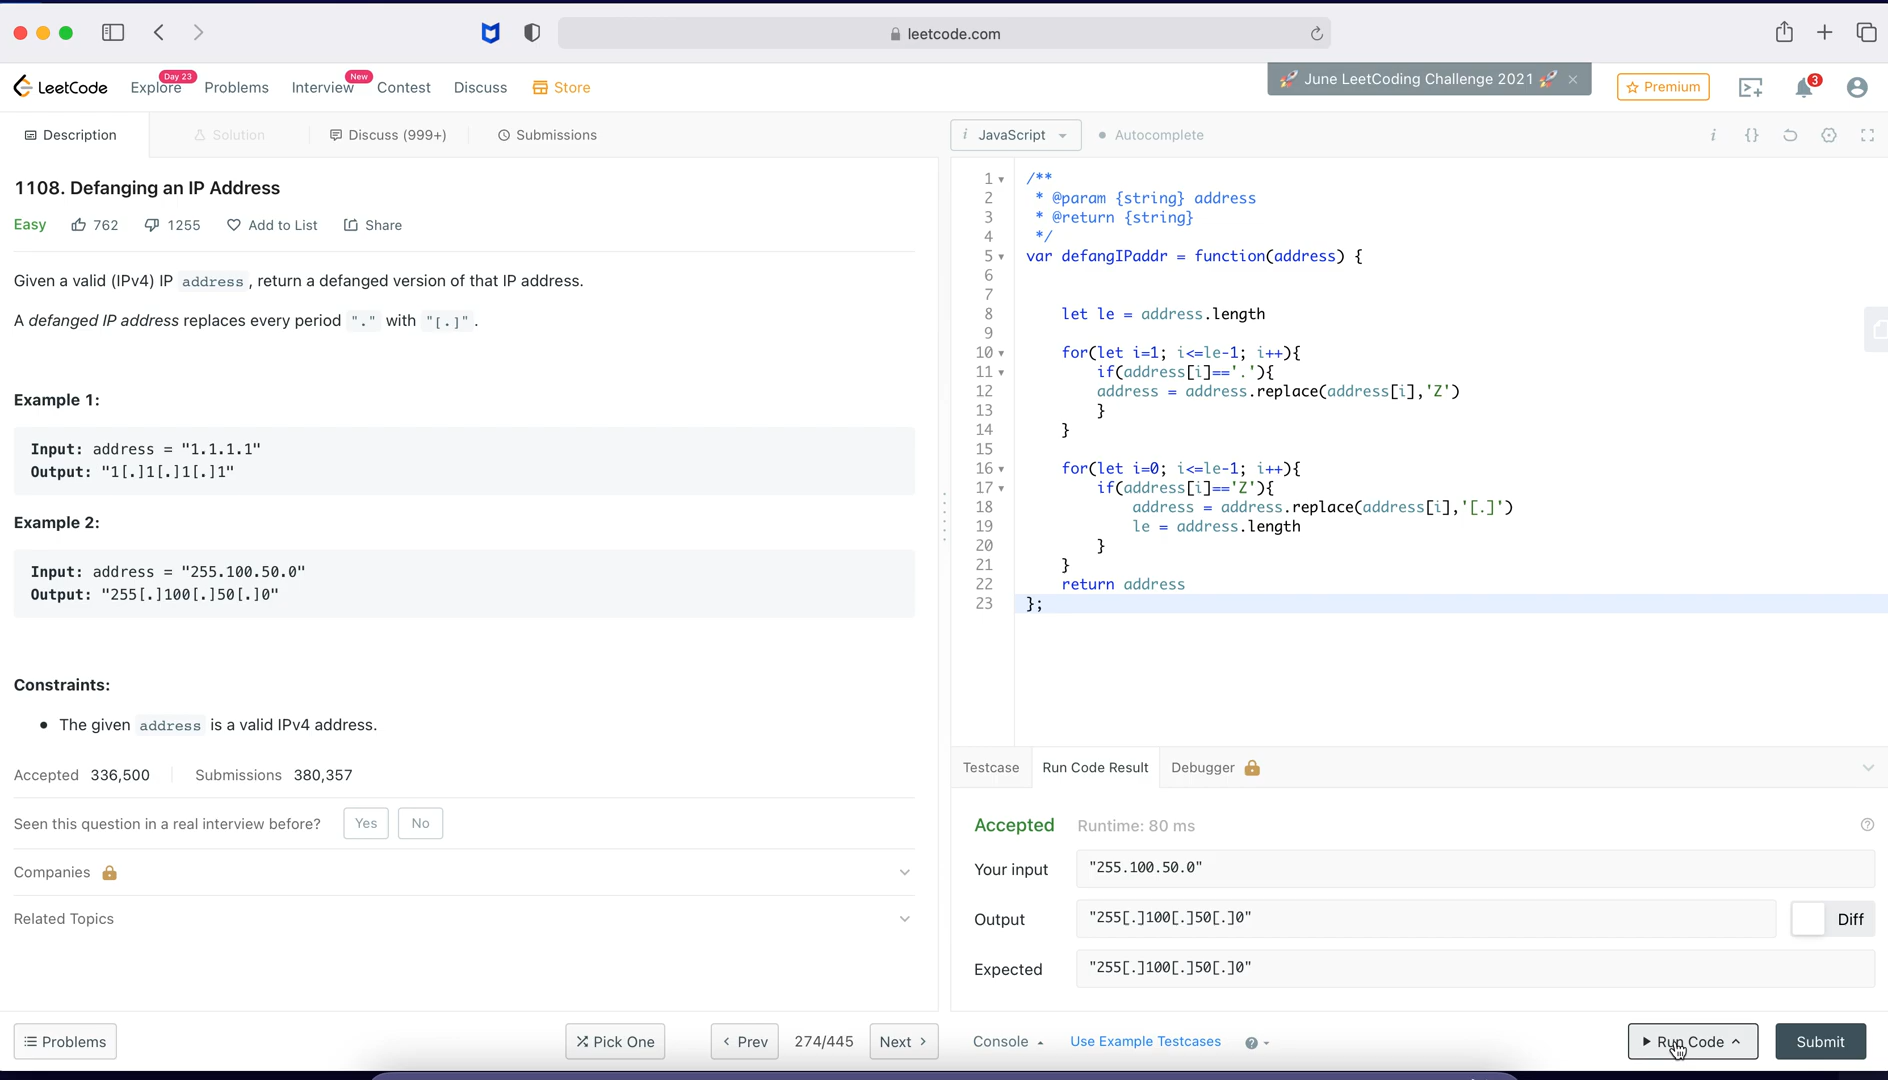 leetcode.com
LeetCode
Explore
Day 23
Problems
Interview
New
Contest
Discuss
Store
🚀 June LeetCoding Challenge 2021 🚀 ×
Premium
3
Description
Solution
Discuss (999+)
Submissions
i JavaScript
Autocomplete
i {}
1108. Defanging an IP Address
Easy 762 1255 Add to List Share
Given a valid (IPv4) IP address, return a defanged version of that IP address.
A defanged IP address replaces every period "." with "[.]".
Example 1:
Input: address = "1.1.1.1"
Output: "1[.]1[.]1[.]1"
Example 2:
Input: address = "255.100.50.0"
Output: "255[.]100[.]50[.]0"
Constraints:
• The given address is a valid IPv4 address.
Accepted 336,500 Submissions 380,357
Seen this question in a real interview before? Yes No
Companies
Related Topics
Problems
Pick One
Prev
274/445
Next
1 /**
2 * @param {string} address
3 * @return {string}
4 */
5 var defangIPaddr = function(address) {
6
7
8 let le = address.length
9
10 for(let i=1; i<=le-1; i++){
11 if(address[i]=='.'){
12 address = address.replace(address[i],'Z')
13 }
14 }
15
16 for(let i=0; i<=le-1; i++){
17 if(address[i]=='Z'){
18 address = address.replace(address[i],'[.]')
19 le = address.length
20 }
21 }
22 return address
23 };
Testcase
Run Code Result
Debugger
Accepted Runtime: 80 ms
Your input "255.100.50.0"
Output "255[.]100[.]50[.]0" Diff
Expected "255[.]100[.]50[.]0"
Console
Use Example Testcases
Run Code
Submit